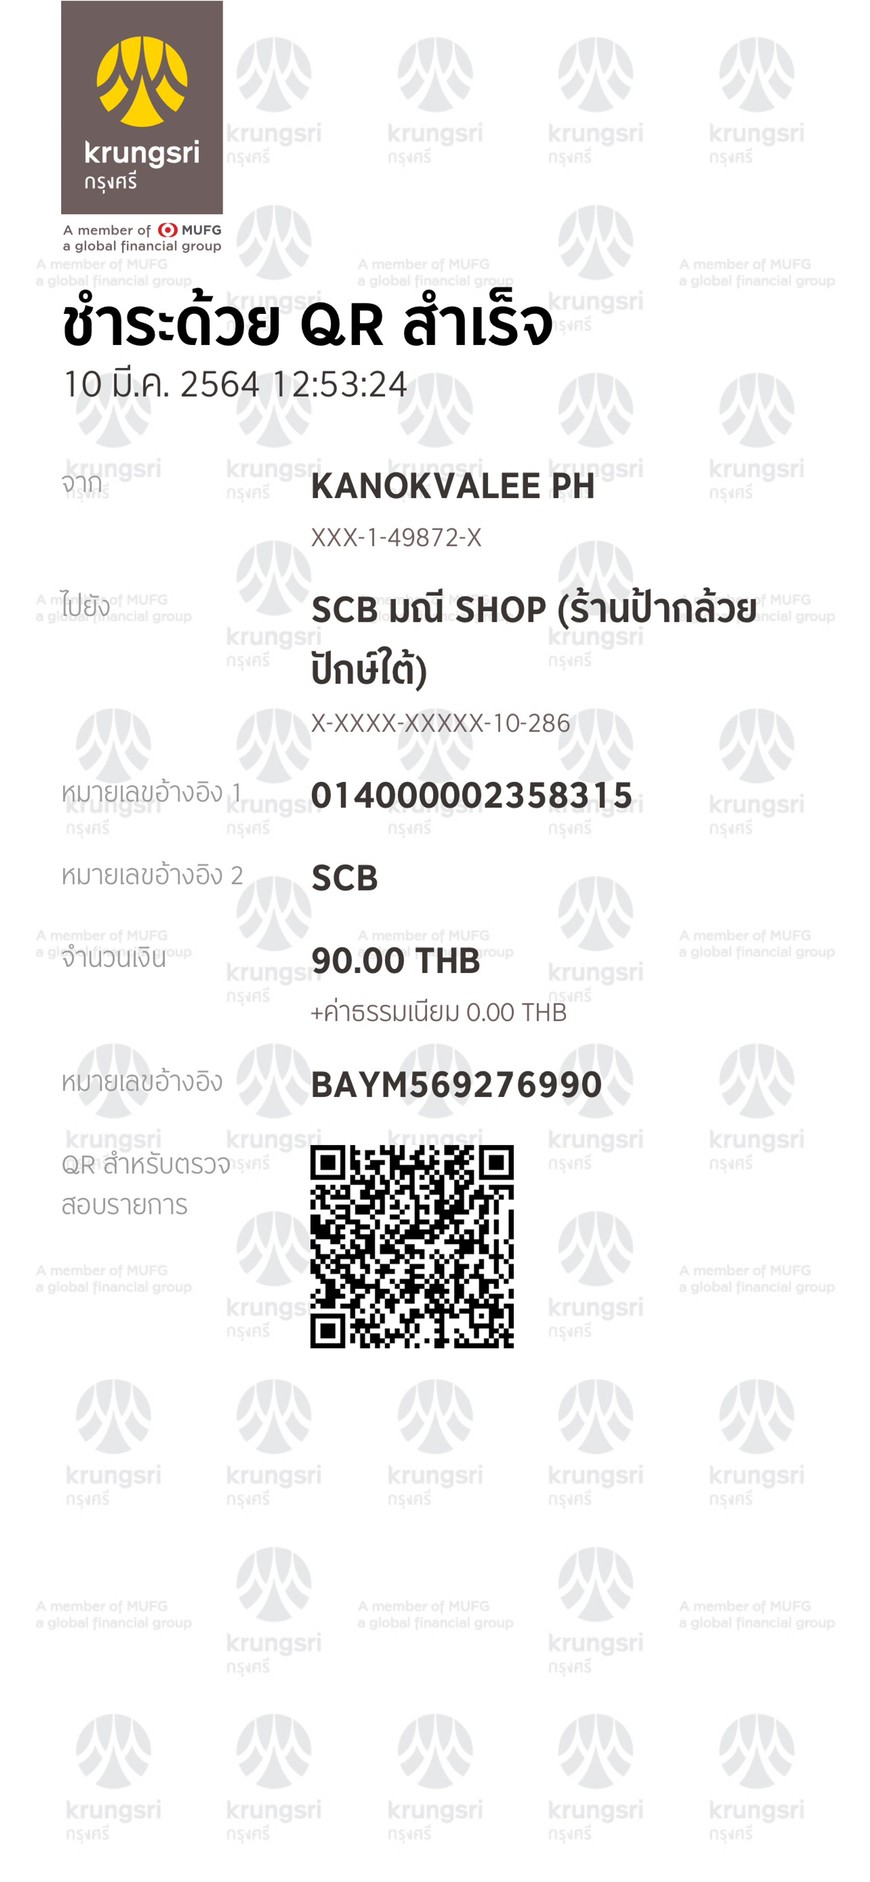 krungsri
กรุงศรี
A member of MUFG
a global financial group
ชำระด้วย QR สำเร็จ
10 มี.ค. 2564 12:53:24
จาก KANOKVALEE PH
XXX-1-49872-X
ไปยัง SCB มณี SHOP (ร้านป้ากล้วย
ปักษ์ใต้)
X-XXXX-XXXXX-10-286
หมายเลขอ้างอิง 1 014000002358315
หมายเลขอ้างอิง 2 SCB
จำนวนเงิน 90.00 THB
+ค่าธรรมเนียม 0.00 THB
หมายเลขอ้างอิง BAYM569276990
QR สำหรับตรวจ
สอบรายการ